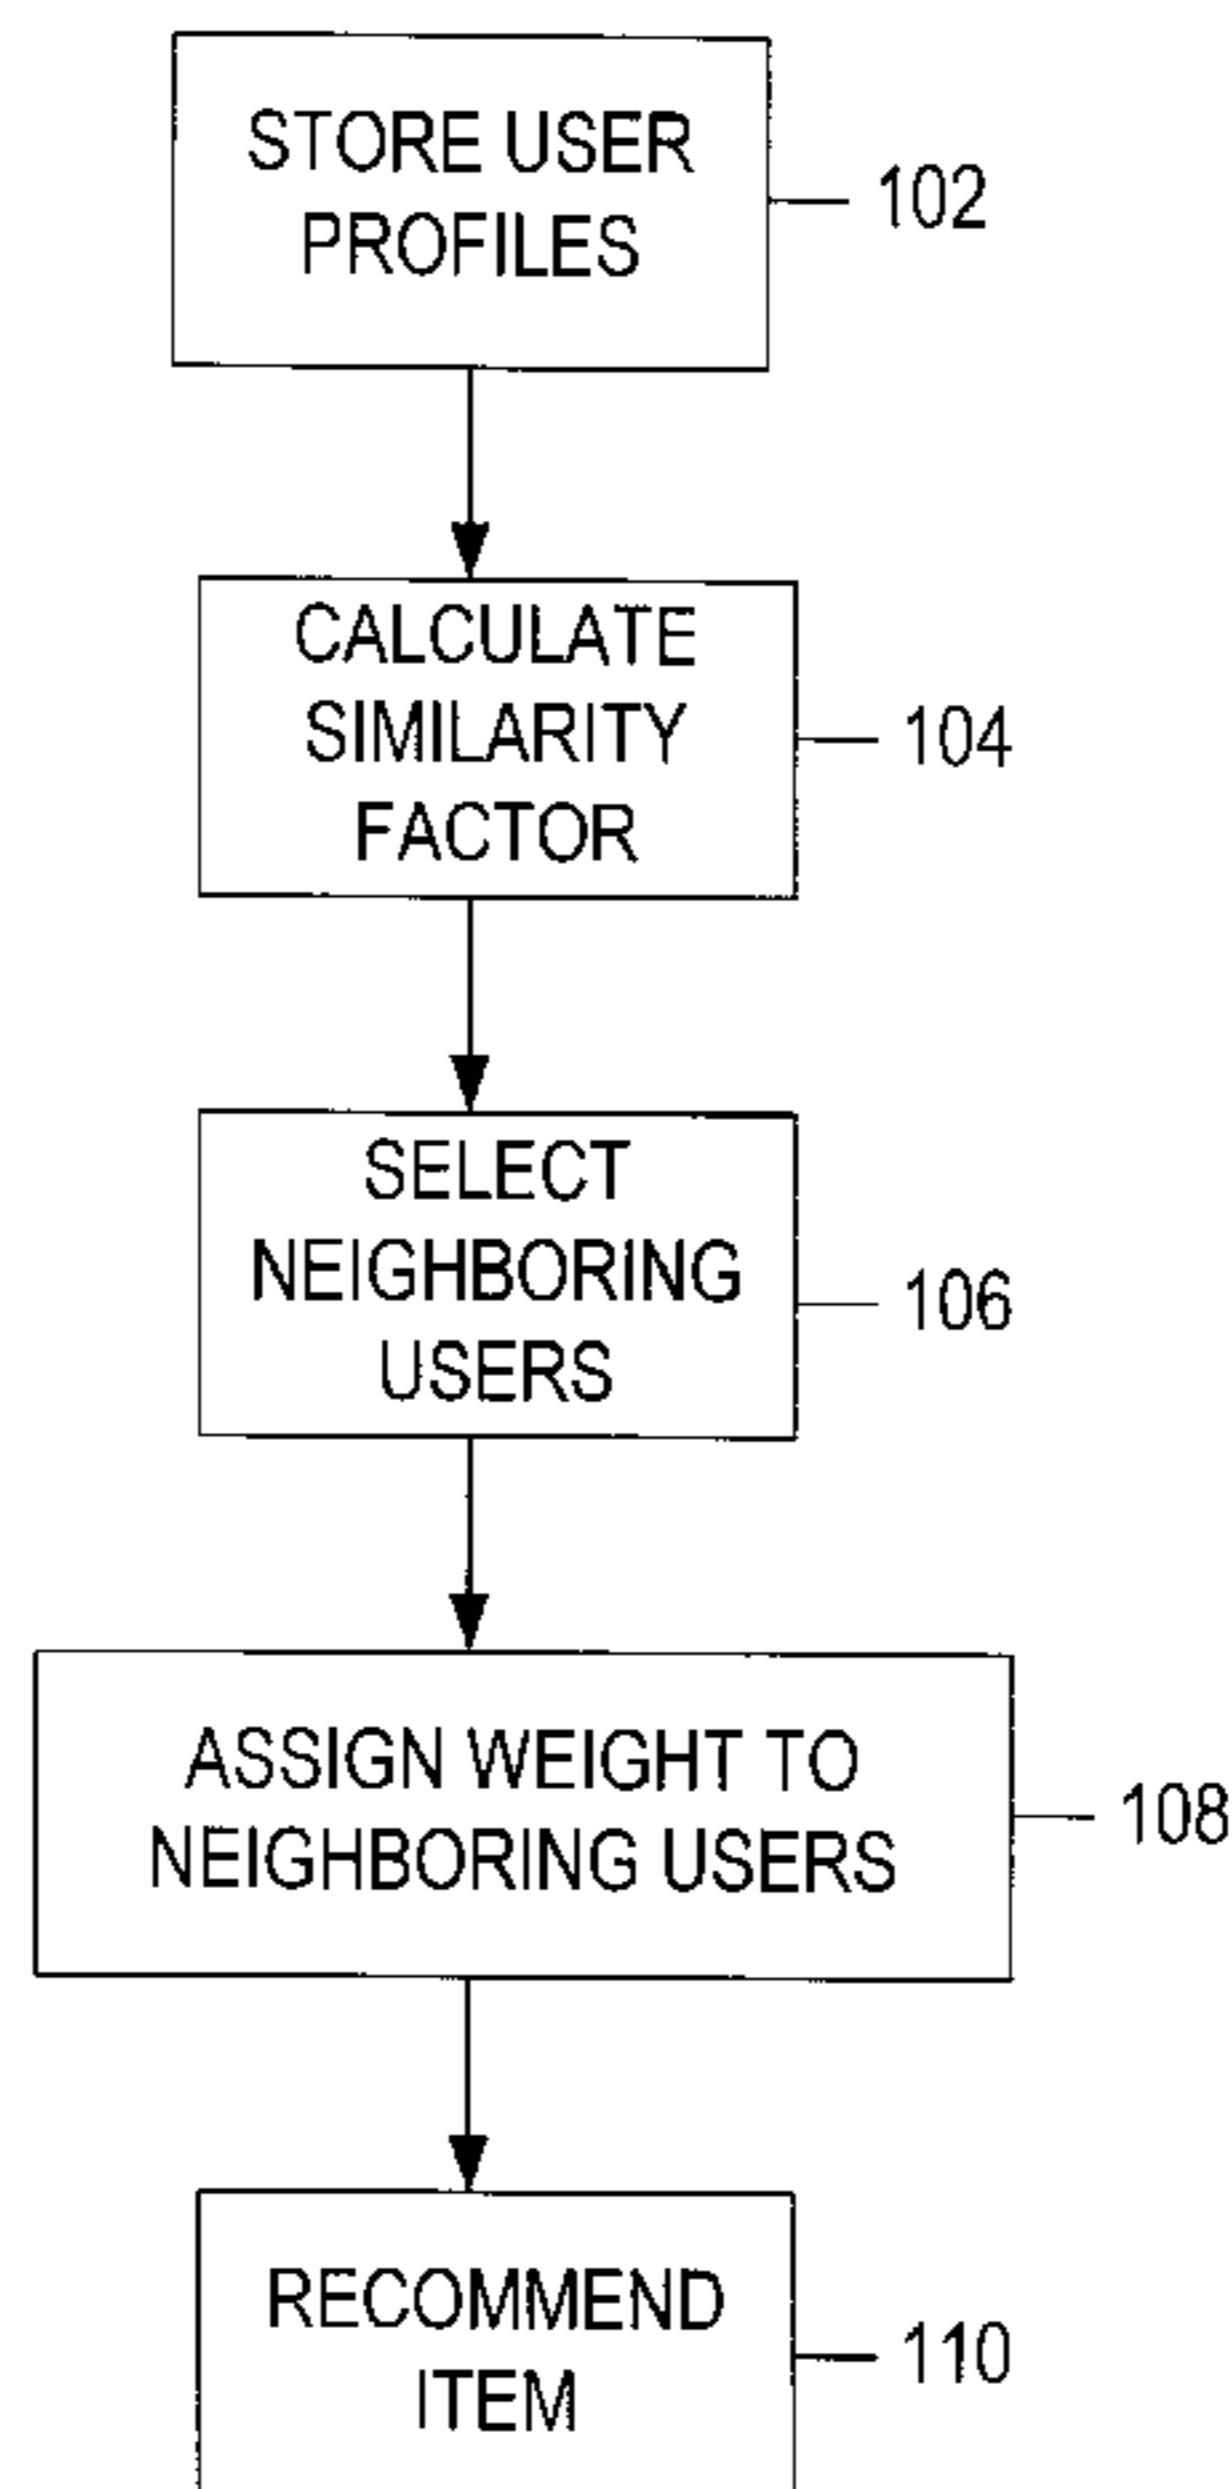 STORE USER
PROFILES
102
CALCULATE
SIMILARITY
FACTOR
104
SELECT
NEIGHBORING
USERS
106
ASSIGN WEIGHT TO
NEIGHBORING USERS
108
RECOMMEND
ITEM
110